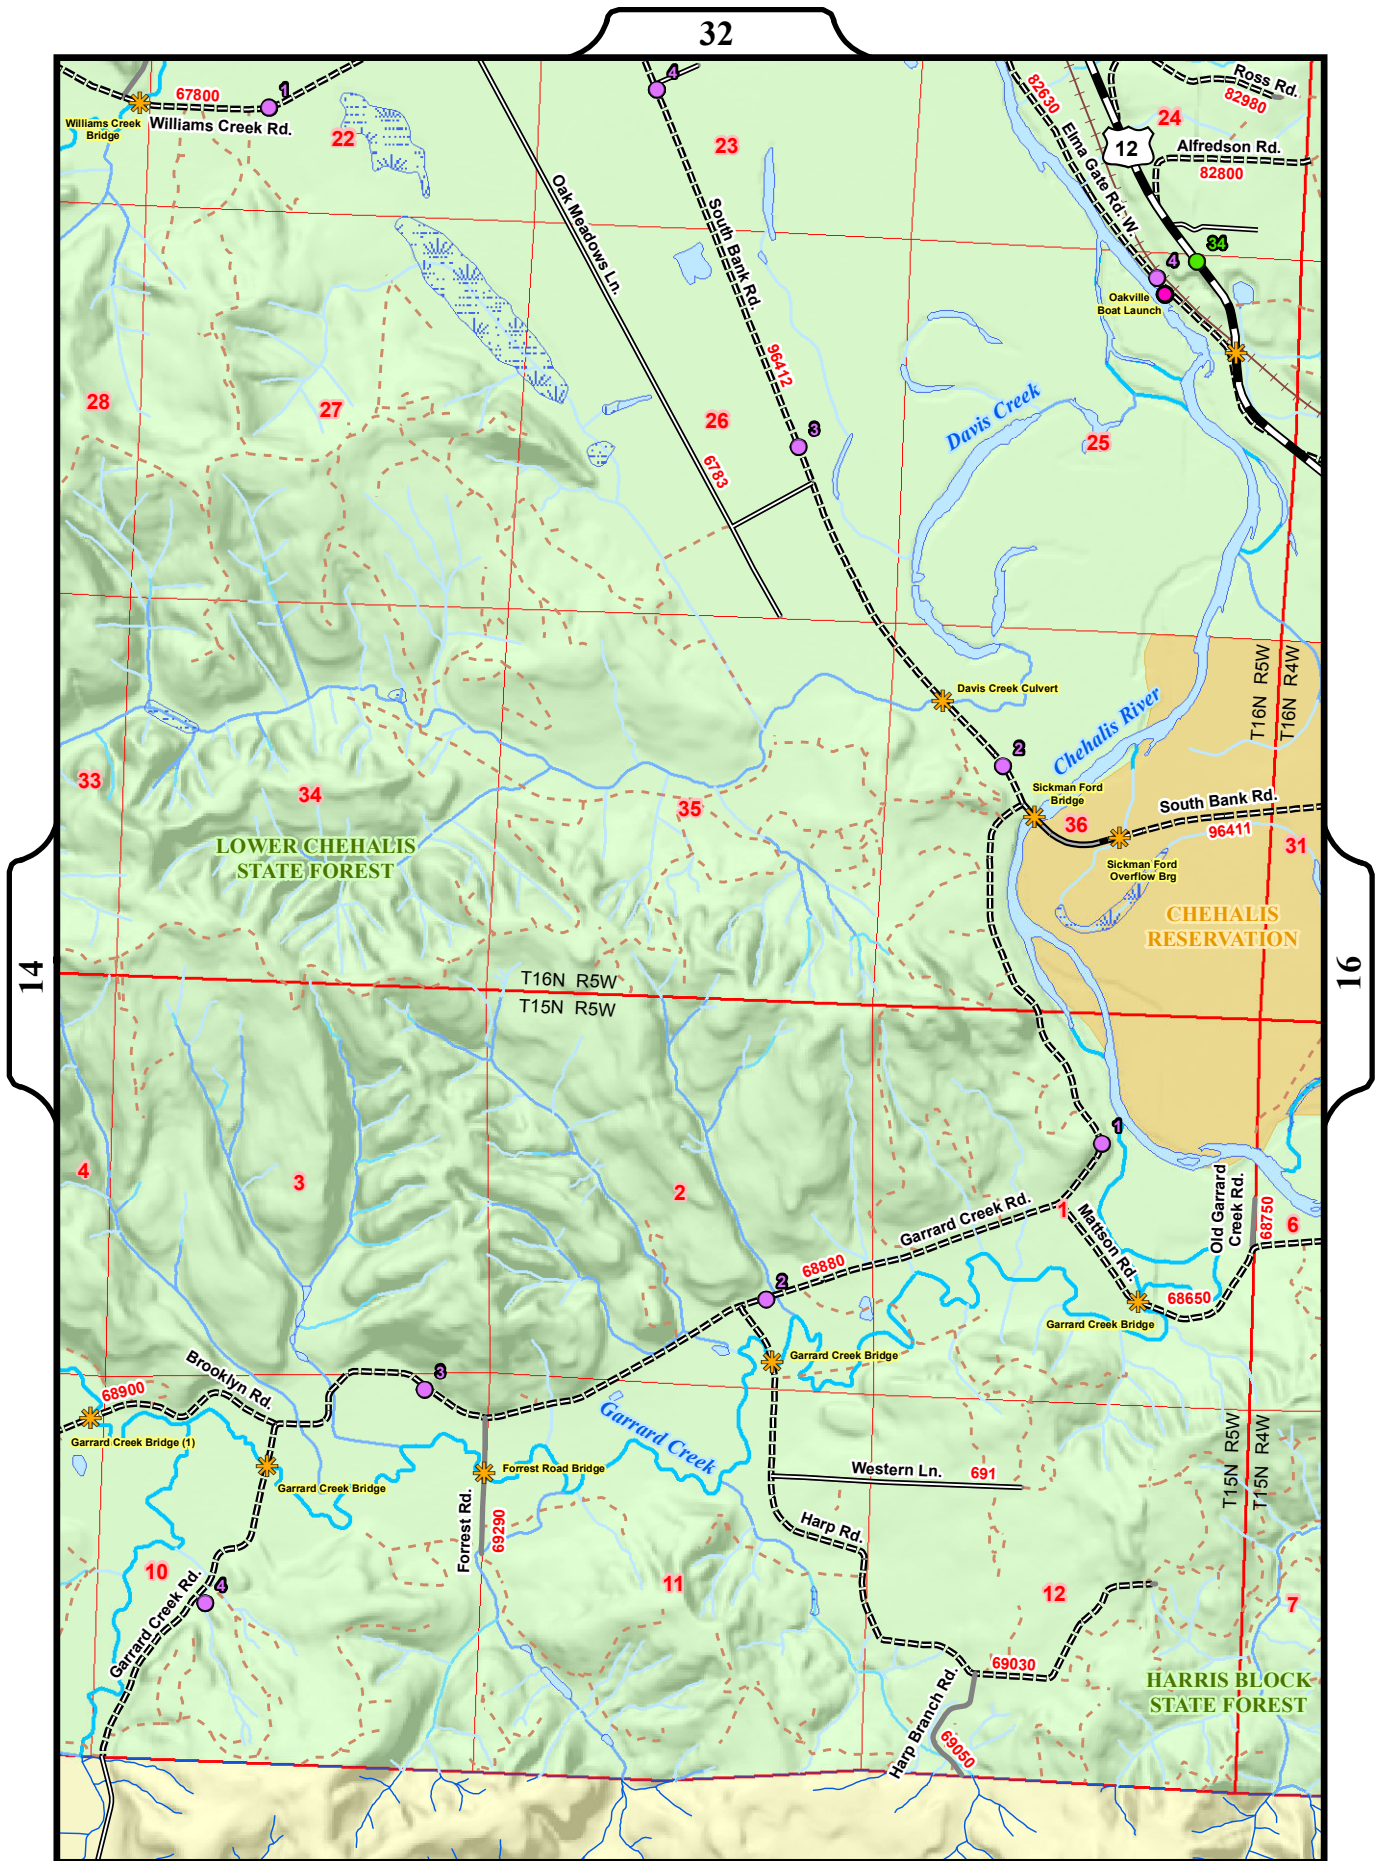 32
Ross Rd.
82980
67800
1
Williams Creek
Bridge
Williams Creek Rd.
22
4
23
82630
24
12
Alfredson Rd.
82800
Elma Gate Rd. W.
Oak Meadows Ln.
South Bank Rd.
34
4
Oakville
Boat Launch
96412
28
27
26
3
Davis Creek
25
6783
T16N R5W
T16N R4W
Davis Creek Culvert
Chehalis River
2
33
34
35
Sickman Ford
Bridge
36
South Bank Rd.
96411
31
LOWER CHEHALIS
STATE FOREST
Sickman Ford
Overflow Brg
CHEHALIS
RESERVATION
14
16
T16N R5W
T15N R5W
1
4
3
2
Garrard Creek Rd.
1
Mattson Rd.
Old Garrard
Creek Rd.
68750
6
68880
2
68650
Garrard Creek Bridge
Garrard Creek Bridge
Brooklyn Rd.
3
68900
Garrard Creek Bridge (1)
Garrard Creek
T15N R5W
T15N R4W
Garrard Creek Bridge
Forrest Road Bridge
Western Ln.
691
Forrest Rd.
69290
Harp Rd.
10
4
11
12
7
Garrard Creek Rd.
69030
Harp Branch Rd.
69050
HARRIS BLOCK
STATE FOREST